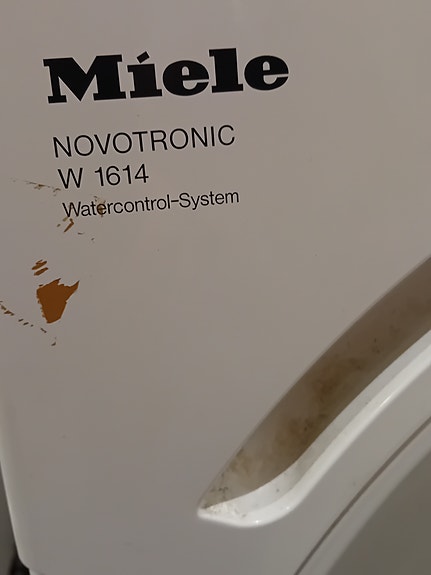 Miele
NOVOTRONIC
W 1614
Watercontrol-System